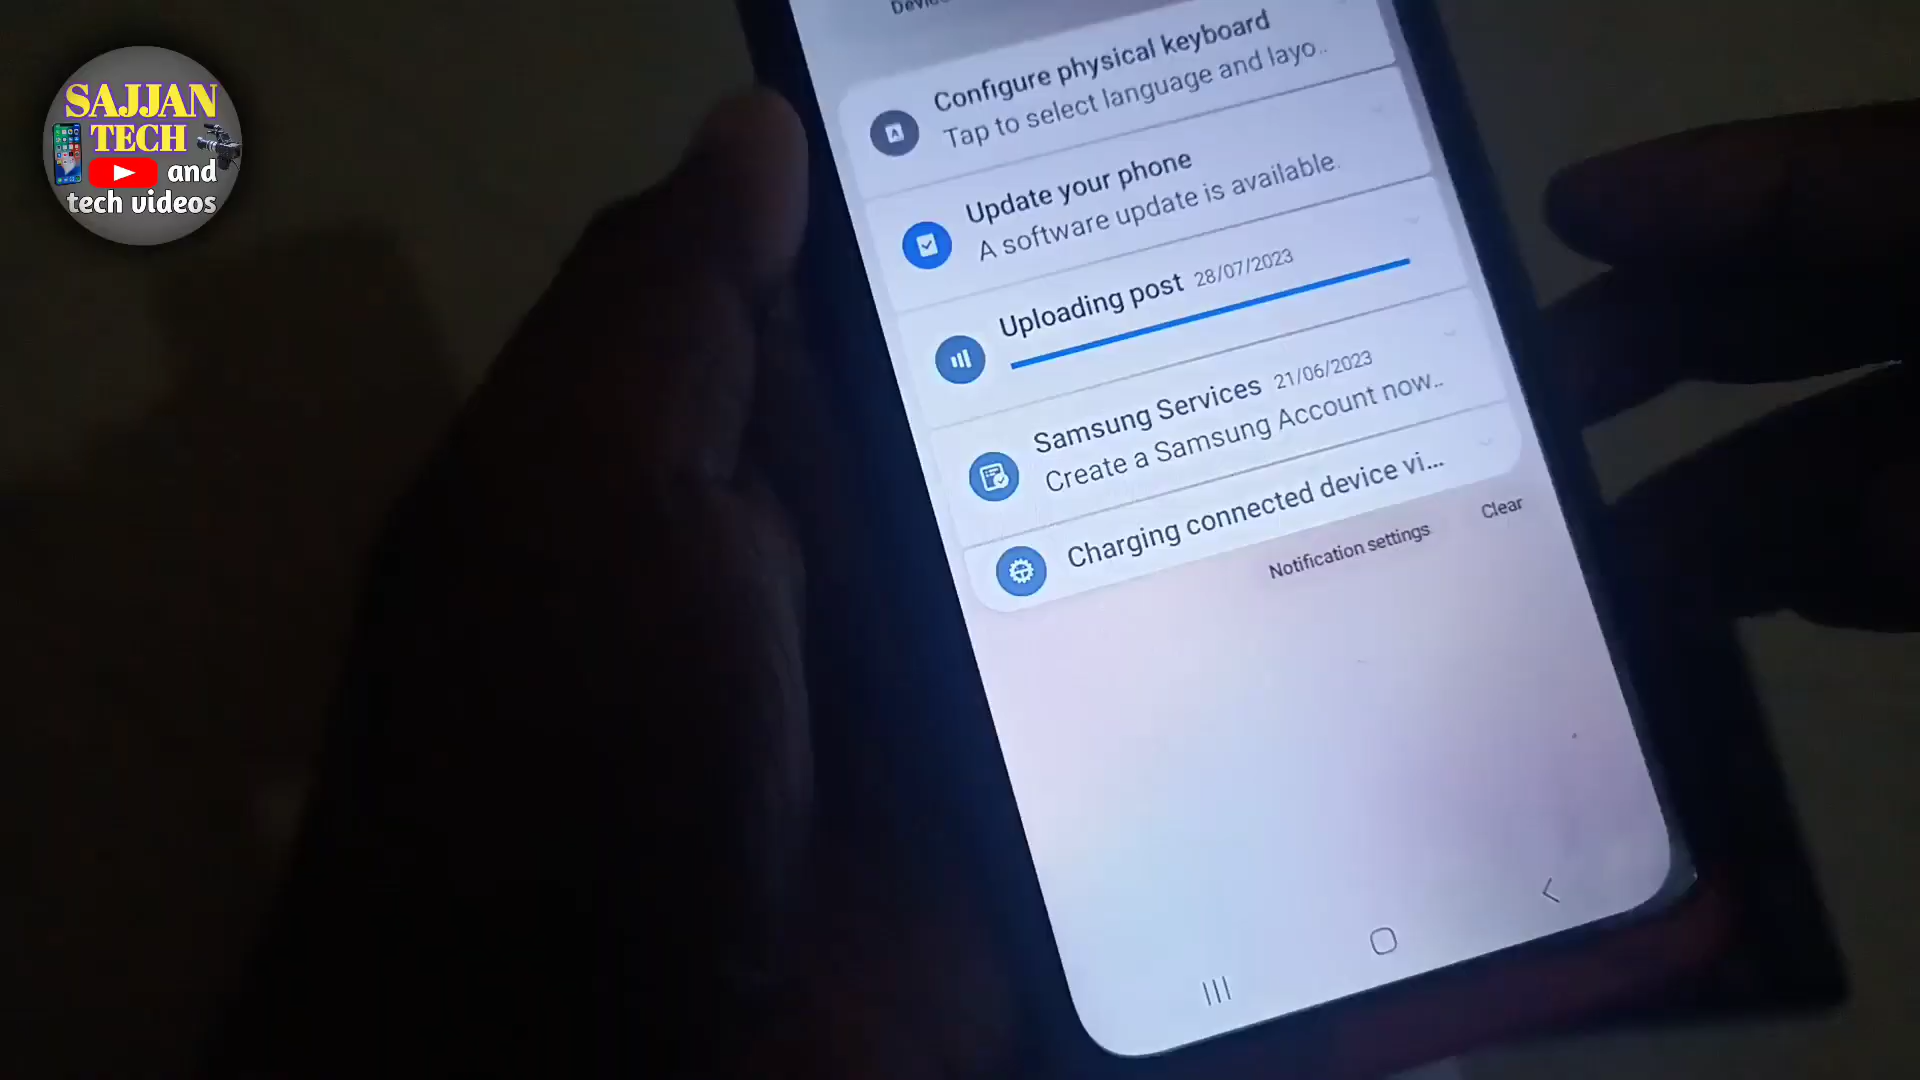 SAJJAN
TECH
and
tech videos
Configure physical keyboard
Tap to select language and layo..
Update your phone
A software update is available.
Uploading post 28/07/2023
Samsung Services 21/06/2023
Create a Samsung Account now..
Charging connected device vi...
Notification settings
Clear